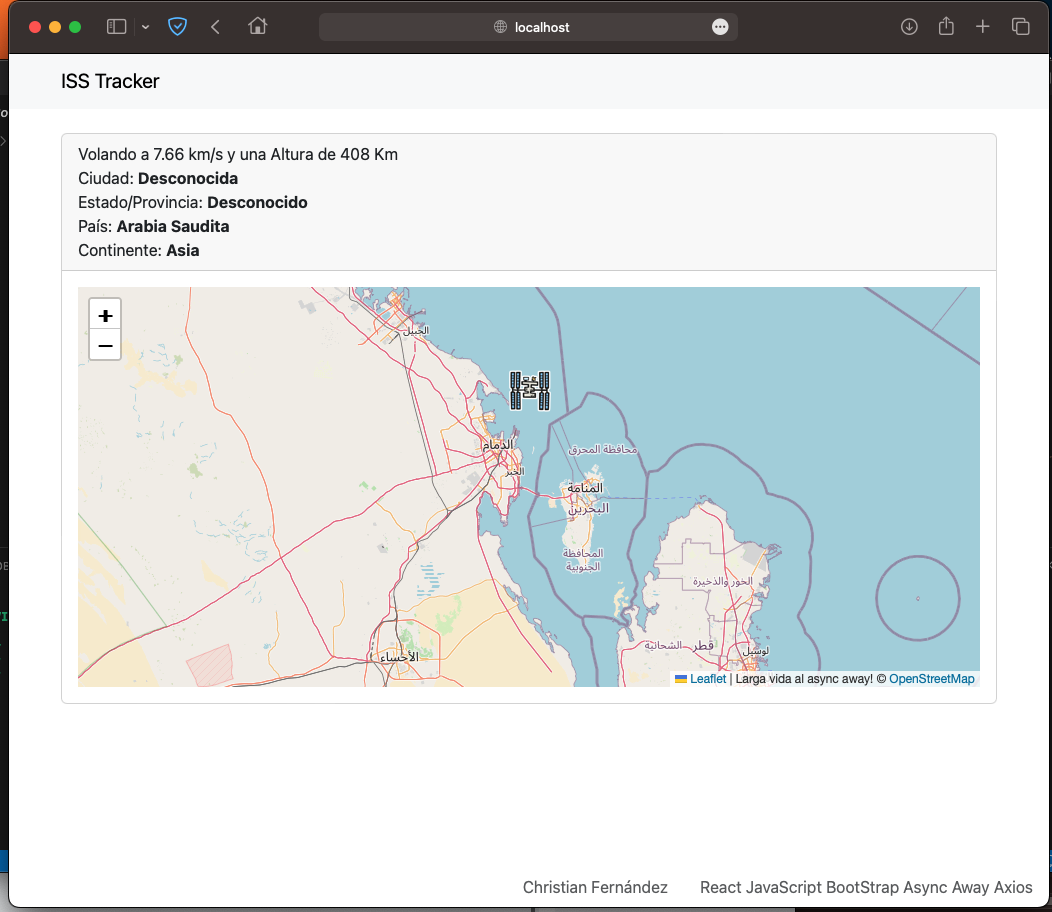 localhost
ISS Tracker
Volando a 7.66 km/s y una Altura de 408 Km
Ciudad: Desconocida
Estado/Provincia: Desconocido
País: Arabia Saudita
Continente: Asia
+
−
الجبيل
الدمام
الخبر
محافظة المحرق
المنامة
البحرين
المحافظة
الجنوبية
الخور والذخيرة
قطر
الشحانية
لوسيل
الأحساء
Leaflet | Larga vida al async away! © OpenStreetMap
Christian Fernández
React JavaScript BootStrap Async Away Axios